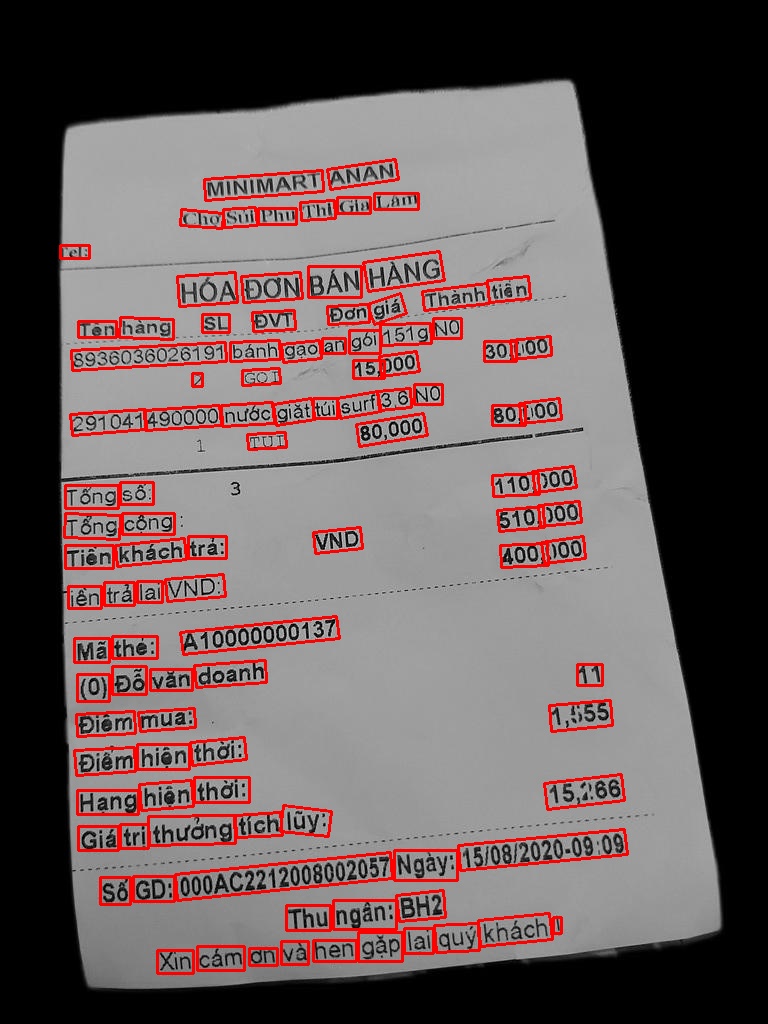 MINIMART ANAN
Chợ Sủi Phụ Thị Gia Lâm
Tel:
HÓA ĐƠN BÁN HÀNG
Tên hàng SL ĐVT Đơn giá Thành tiền
8936036026191 bánh gạo an gói 151g N0
GOI 15,000 30,000
291041490000 nước giặt túi surf 3,6 N0
1 TUI 80,000 80,000
Tổng số: 3 110,000
Tổng cộng : 510,000
Tiền khách trả: VND 400,000
Tiền trả lại VND:
Mã thẻ: A10000000137
(0) Đỗ văn doanh
Điểm mua: 11
Điểm hiện thời: 1,555
Hạng hiện thời:
Giá trị thưởng tích lũy: 15,266
Số GD: 000AC2212008002057 Ngày: 15/08/2020-09:09
Thu ngân: BH2
Xin cám ơn và hẹn gặp lại quý khách !